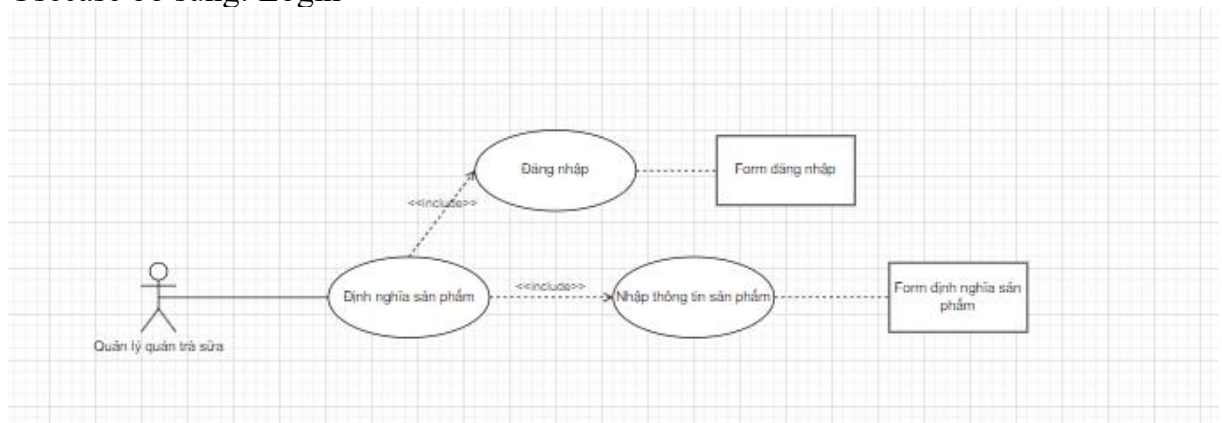 Đăng nhập
Form đăng nhập
<<include>>
Định nghĩa sản phẩm
<<include>>
Nhập thông tin sản phẩm
Form định nghĩa sản
phẩm
Quản lý quán trà sữa